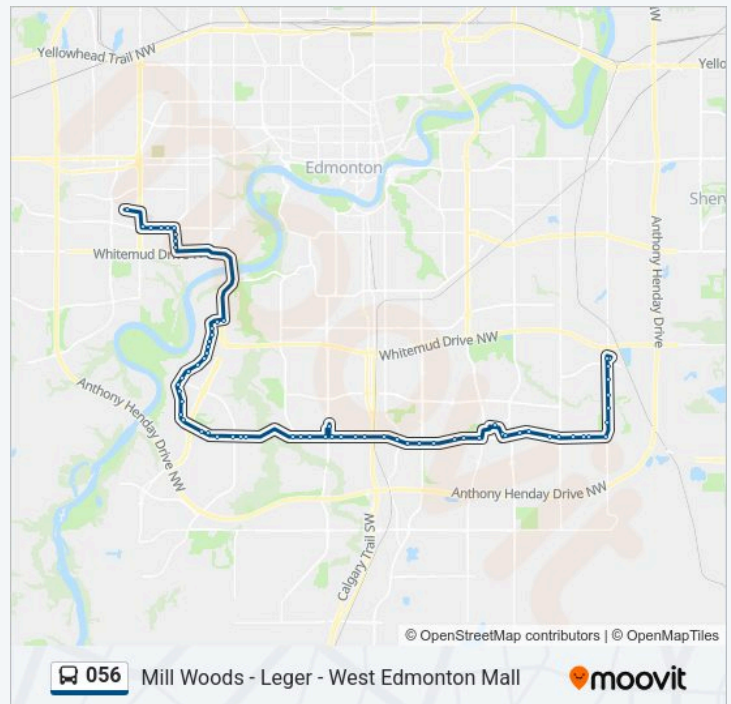 Yellowhead Trail NW
NW
Yello
Edmonton
Sher
Whitemud Drive N
Anthony Henday Drive
Whitemud Drive NW
Anthony Henday Drive NW
Anthony Henday Drive NW
Calgary Trail SW
© OpenStreetMap contributors | © OpenMapTiles
056 Mill Woods - Leger - West Edmonton Mall
moovit